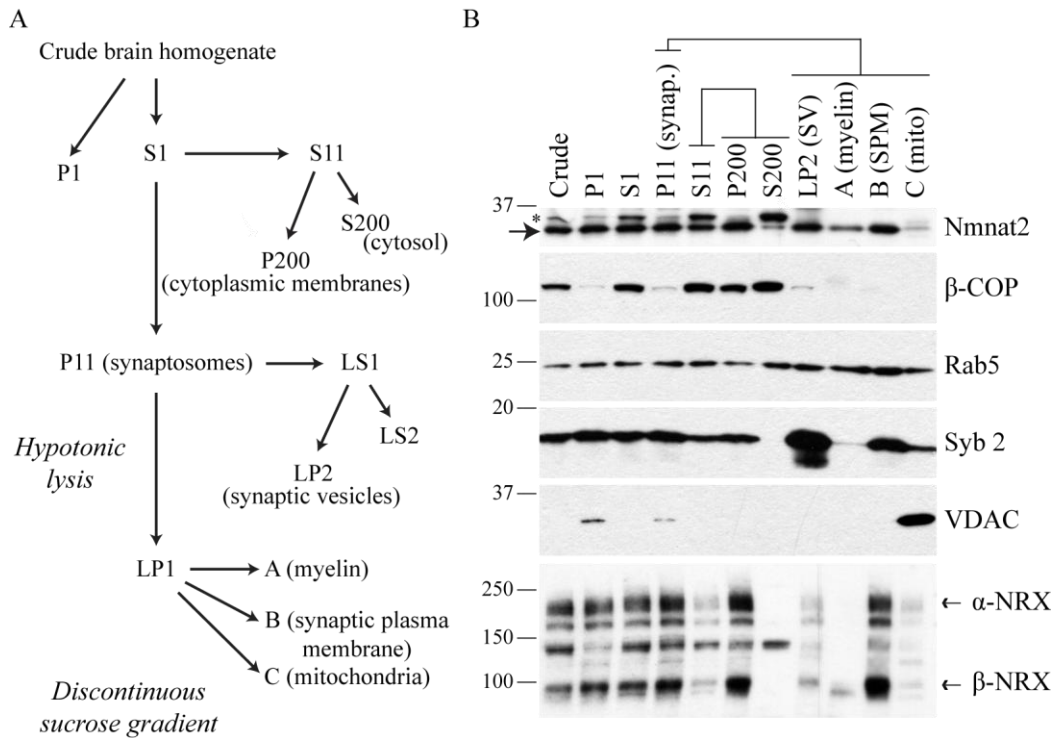 A
Crude brain homogenate
P1
S1
S11
S200
(cytosol)
P200
(cytoplasmic membranes)
P11 (synaptosomes)
LS1
LS2
Hypotonic
lysis
LP2
(synaptic vesicles)
LP1
A (myelin)
B (synaptic plasma
membrane)
C (mitochondria)
Discontinuous
sucrose gradient
B
Crude
P1
S1
P11 (synap.)
S11
P200
S200
LP2 (SV)
A (myelin)
B (SPM)
C (mito)
37
*
Nmnat2
100
β-COP
25
Rab5
20
Syb 2
37
VDAC
250
← α-NRX
150
100
← β-NRX